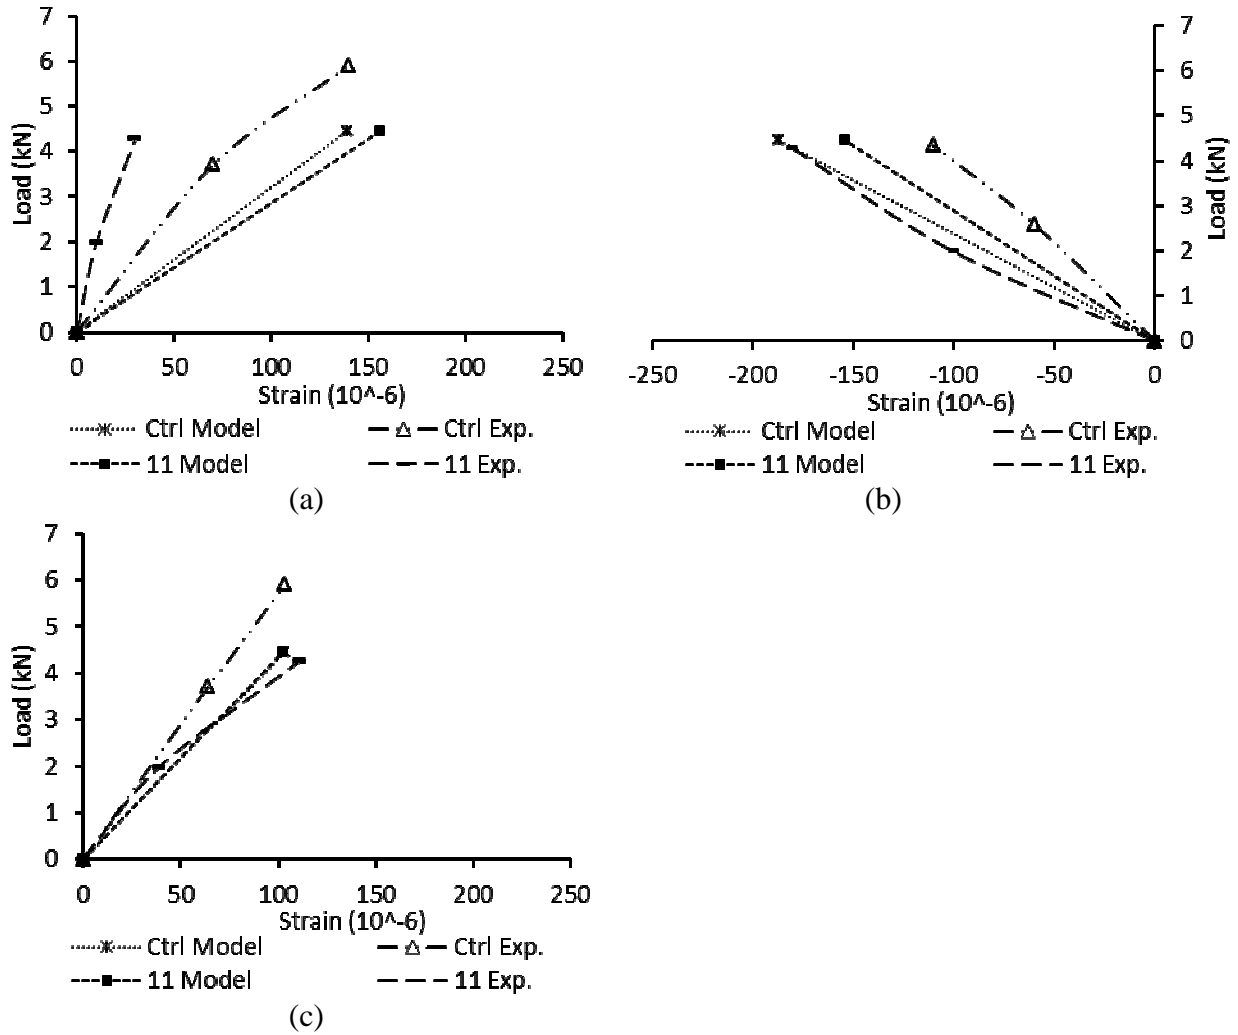 7
6
5
4
3
2
1
0
Load (kN)
0 50 100 150 200 250
Strain (10^-6)
Ctrl Model Ctrl Exp.
11 Model 11 Exp.
(a)
7
6
5
4
3
2
1
0
Load (kN)
-250 -200 -150 -100 -50 0
Strain (10^-6)
Ctrl Model Ctrl Exp.
11 Model 11 Exp.
(b)
7
6
5
4
3
2
1
0
Load (kN)
0 50 100 150 200 250
Strain (10^-6)
Ctrl Model Ctrl Exp.
11 Model 11 Exp.
(c)